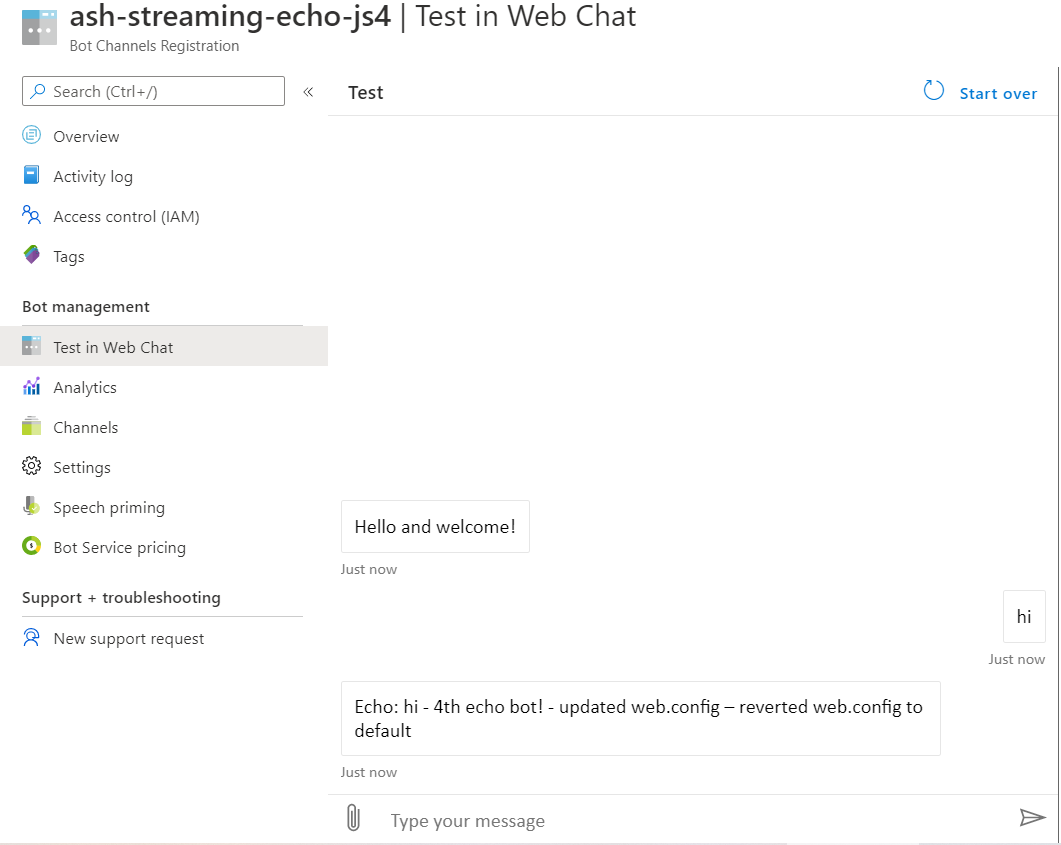 ash-streaming-echo-js4 | Test in Web Chat
Bot Channels Registration
Search (Ctrl+/)
«
Overview
Activity log
Access control (IAM)
Tags
Bot management
Test in Web Chat
Analytics
Channels
Settings
Speech priming
Bot Service pricing
Support + troubleshooting
New support request
Test
Start over
Hello and welcome!
Just now
hi
Just now
Echo: hi - 4th echo bot! - updated web.config – reverted web.config to
default
Just now
Type your message